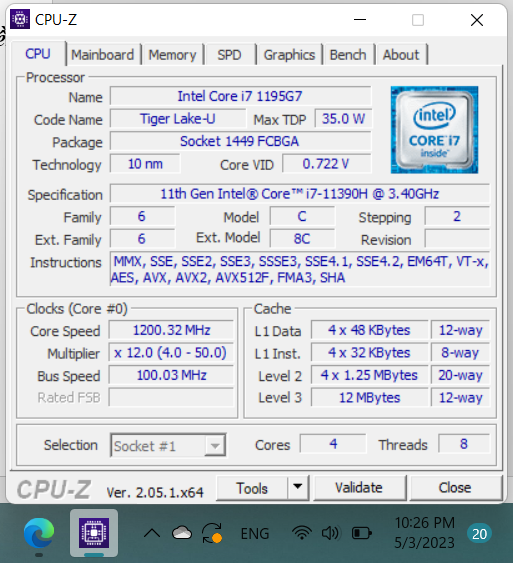 CPU-Z
CPU Mainboard Memory SPD Graphics Bench About
Processor
Name Intel Core i7 1195G7
Code Name Tiger Lake-U Max TDP 35.0 W
Package Socket 1449 FCBGA
Technology 10 nm Core VID 0.722 V
intel
CORE i7
inside
Specification 11th Gen Intel® Core™ i7-11390H @ 3.40GHz
Family 6 Model C Stepping 2
Ext. Family 6 Ext. Model 8C Revision
Instructions MMX, SSE, SSE2, SSE3, SSSE3, SSE4.1, SSE4.2, EM64T, VT-x,
AES, AVX, AVX2, AVX512F, FMA3, SHA
Clocks (Core #0)
Core Speed 1200.32 MHz
Multiplier x 12.0 (4.0 - 50.0)
Bus Speed 100.03 MHz
Rated FSB
Cache
L1 Data 4 x 48 KBytes 12-way
L1 Inst. 4 x 32 KBytes 8-way
Level 2 4 x 1.25 MBytes 20-way
Level 3 12 MBytes 12-way
Selection Socket #1 Cores 4 Threads 8
CPU-Z Ver. 2.05.1.x64 Tools Validate Close
ENG 10:26 PM
5/3/2023
20